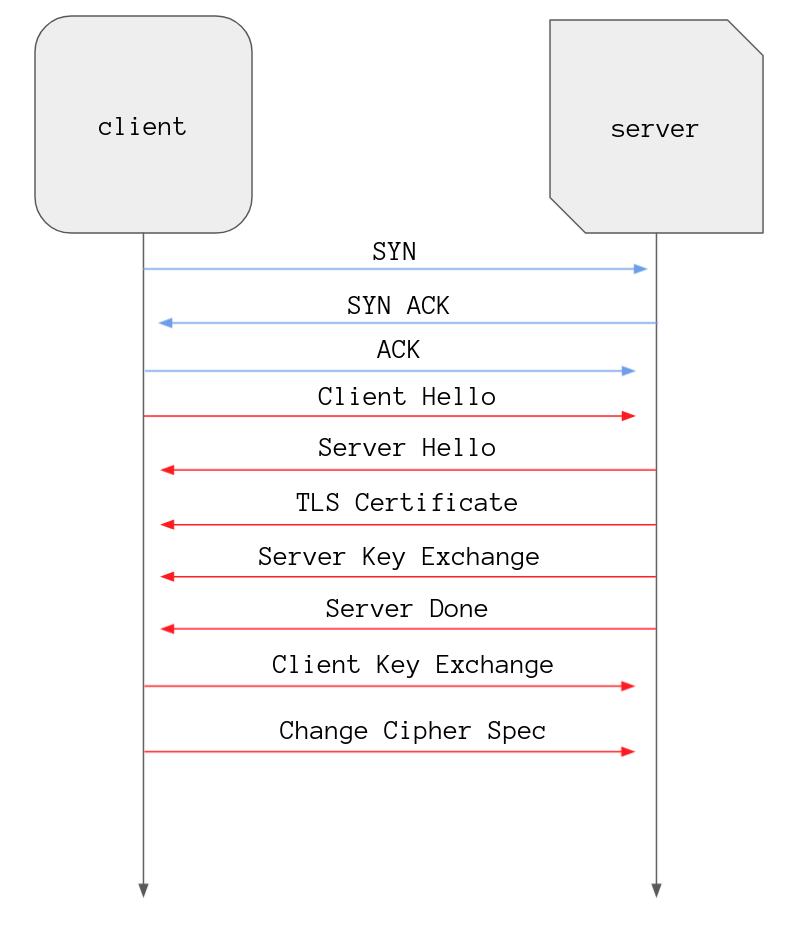 client
server
SYN
SYN ACK
ACK
Client Hello
Server Hello
TLS Certificate
Server Key Exchange
Server Done
Client Key Exchange
Change Cipher Spec